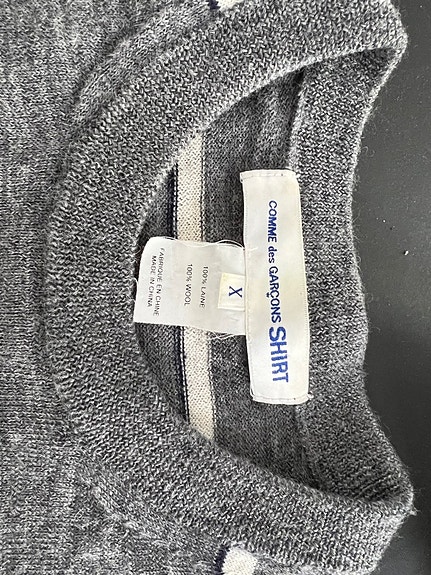 COMME des GARÇONS SHIRT
X
100% LAINE
100% WOOL
FABRIQUE EN CHINE
MADE IN CHINA